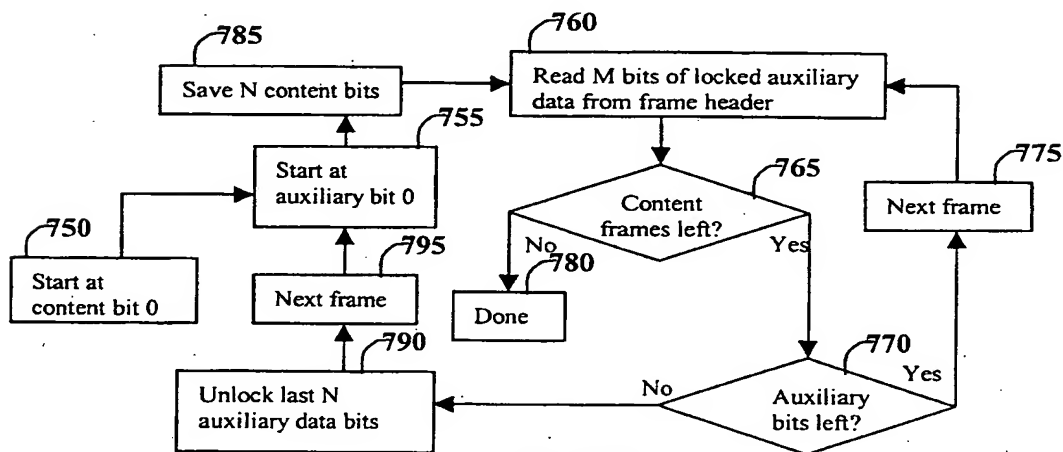 785
Save N content bits
760
Read M bits of locked auxiliary
data from frame header
755
Start at
auxiliary bit 0
765
Content
frames left?
No
Yes
775
Next frame
750
Start at
content bit 0
795
Next frame
780
Done
790
Unlock last N
auxiliary data bits
No
770
Auxiliary
bits left?
Yes